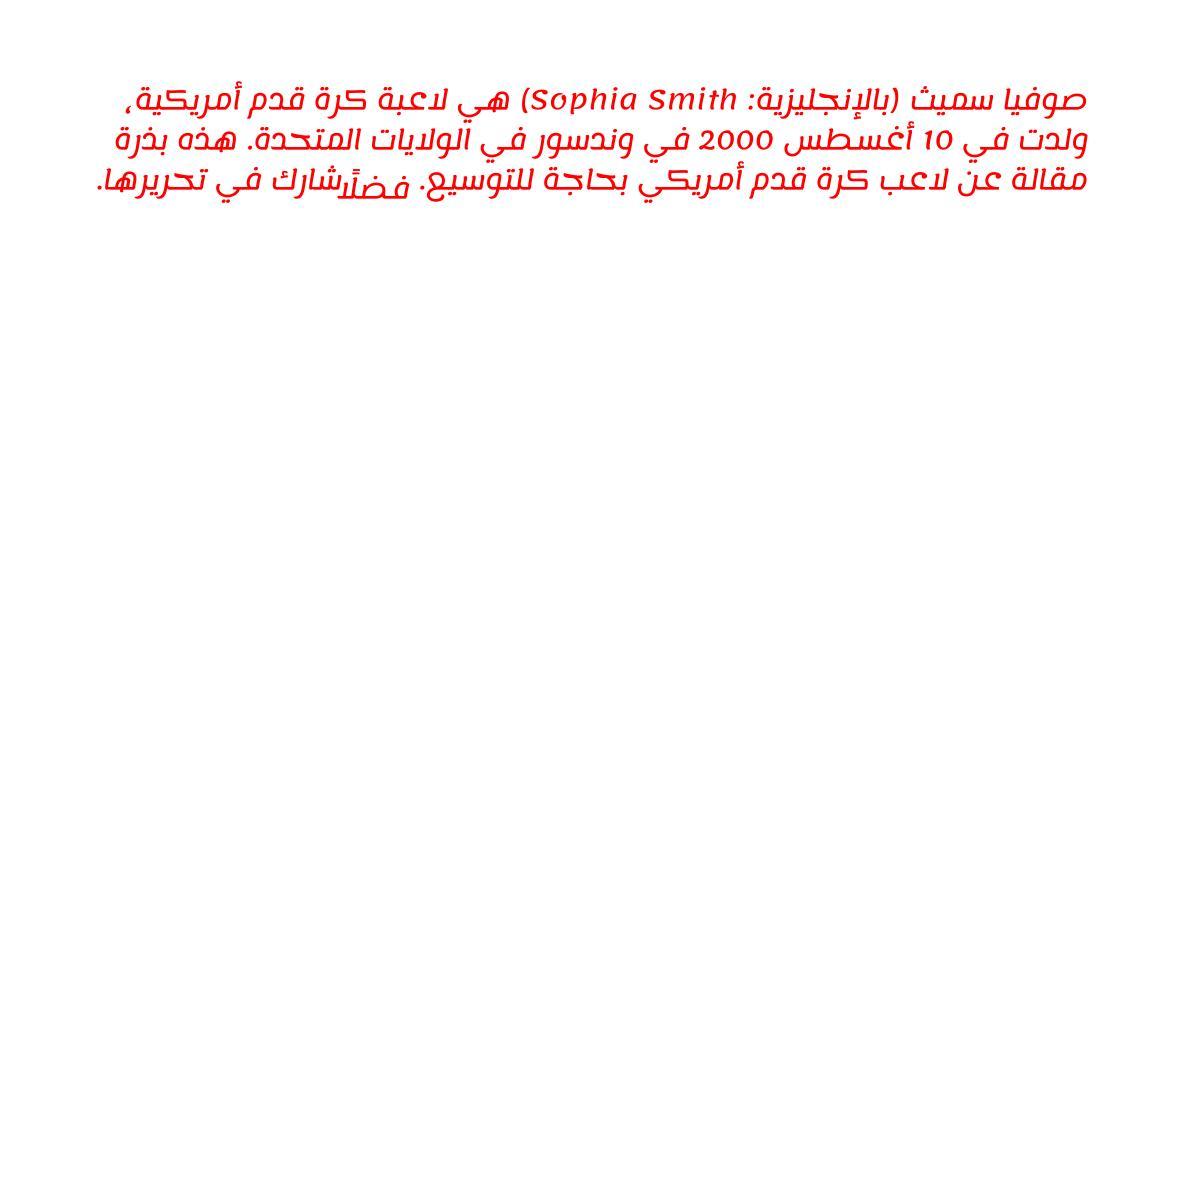 صوفيا سميث (بالإنجليزية: Sophia Smith) هي لاعبة كرة قدم أمريكية،
ولدت في 10 أغسطس 2000 في وندسور في الولايات المتحدة. هذه بذرة
مقالة عن لاعب كرة قدم أمريكي بحاجة للتوسيع. فضلًا شارك في تحريرها.